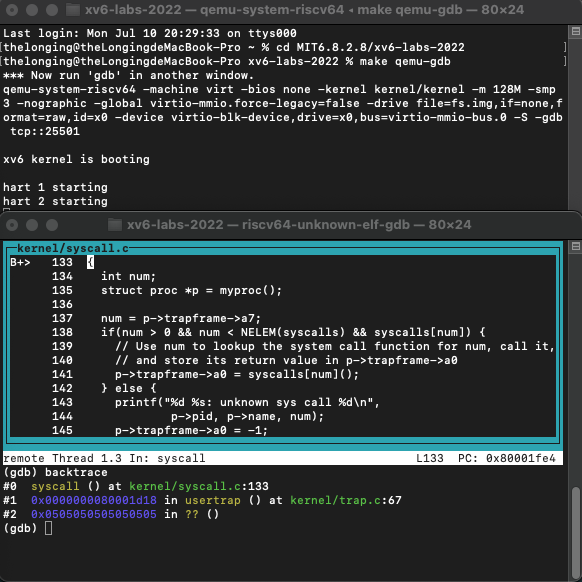 xv6-labs-2022 — qemu-system-riscv64 ◂ make qemu-gdb — 80×24
Last login: Mon Jul 10 20:29:33 on ttys000
[thelonging@theLongingdeMacBook-Pro ~ % cd MIT6.8.2.8/xv6-labs-2022 ]
[thelonging@theLongingdeMacBook-Pro xv6-labs-2022 % make qemu-gdb ]
*** Now run 'gdb' in another window.
qemu-system-riscv64 -machine virt -bios none -kernel kernel/kernel -m 128M -smp
3 -nographic -global virtio-mmio.force-legacy=false -drive file=fs.img,if=none,f
ormat=raw,id=x0 -device virtio-blk-device,drive=x0,bus=virtio-mmio-bus.0 -S -gdb
tcp::25501
xv6 kernel is booting
hart 1 starting
hart 2 starting
xv6-labs-2022 — riscv64-unknown-elf-gdb — 80×24
kernel/syscall.c
B+> 133 {
134 int num;
135 struct proc *p = myproc();
136
137 num = p->trapframe->a7;
138 if(num > 0 && num < NELEM(syscalls) && syscalls[num]) {
139 // Use num to lookup the system call function for num, call it,
140 // and store its return value in p->trapframe->a0
141 p->trapframe->a0 = syscalls[num]();
142 } else {
143 printf("%d %s: unknown sys call %d\n",
144 p->pid, p->name, num);
145 p->trapframe->a0 = -1;
remote Thread 1.3 In: syscall L133 PC: 0x80001fe4
(gdb) backtrace
#0 syscall () at kernel/syscall.c:133
#1 0x0000000080001d18 in usertrap () at kernel/trap.c:67
#2 0x0505050505050505 in ?? ()
(gdb)